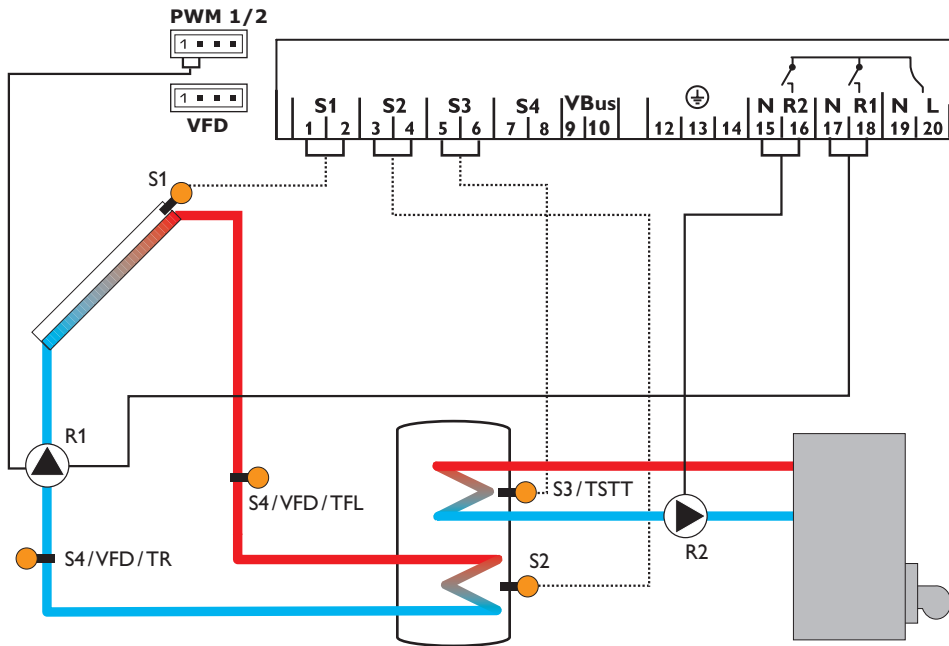 PWM 1/2
1
1
VFD
S1 S2 S3 S4 VBus N R2 N R1 N L
1 2 3 4 5 6 7 8 9 10 12 13 14 15 16 17 18 19 20
S1
R1
S4/VFD/TFL
S3/TSTT
S4/VFD/TR
S2
R2